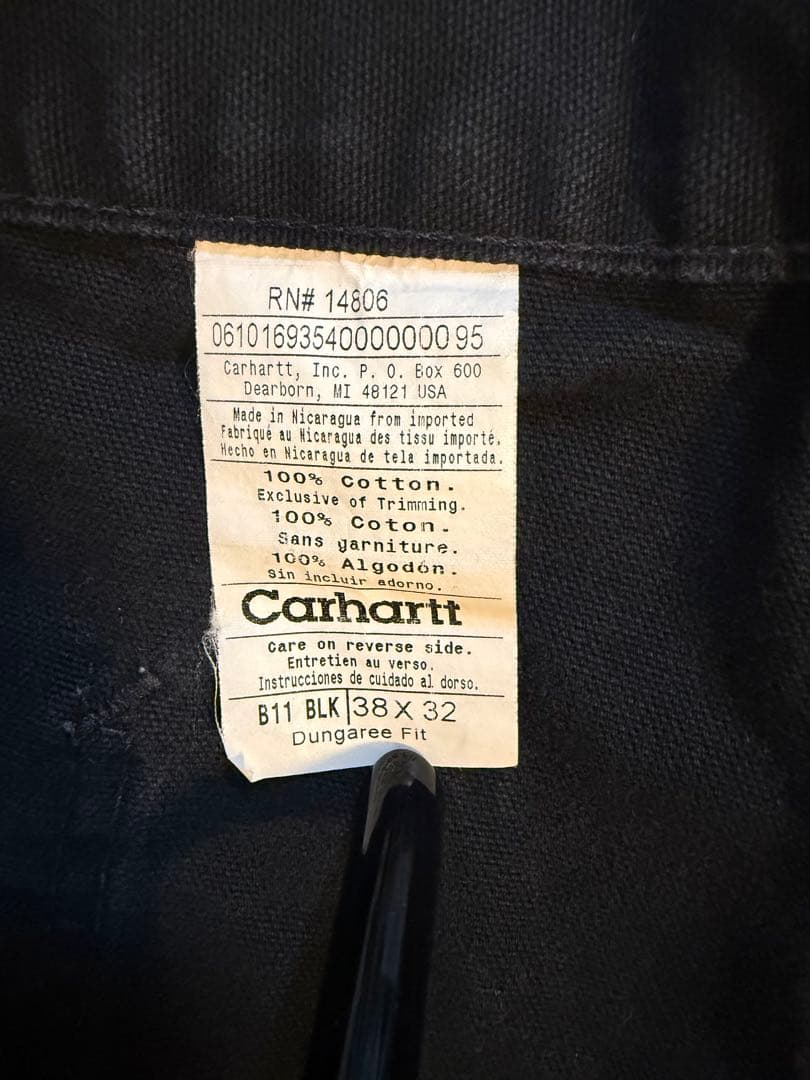 RN# 14806
0610169354000000095
Carhartt, Inc. P. O. Box 600
Dearborn, MI 48121 USA
Made in Nicaragua from imported
Fabriqué au Nicaragua des tissu importé.
Hecho en Nicaragua de tela importada.
100% Cotton.
Exclusive of Trimming.
100% Coton.
Sans garniture.
100% Algodón.
Sin incluir adorno.
Carhartt
Care on reverse side.
Entretien au verso.
Instrucciones de cuidado al dorso.
B11 BLK 38 X 32
Dungaree Fit